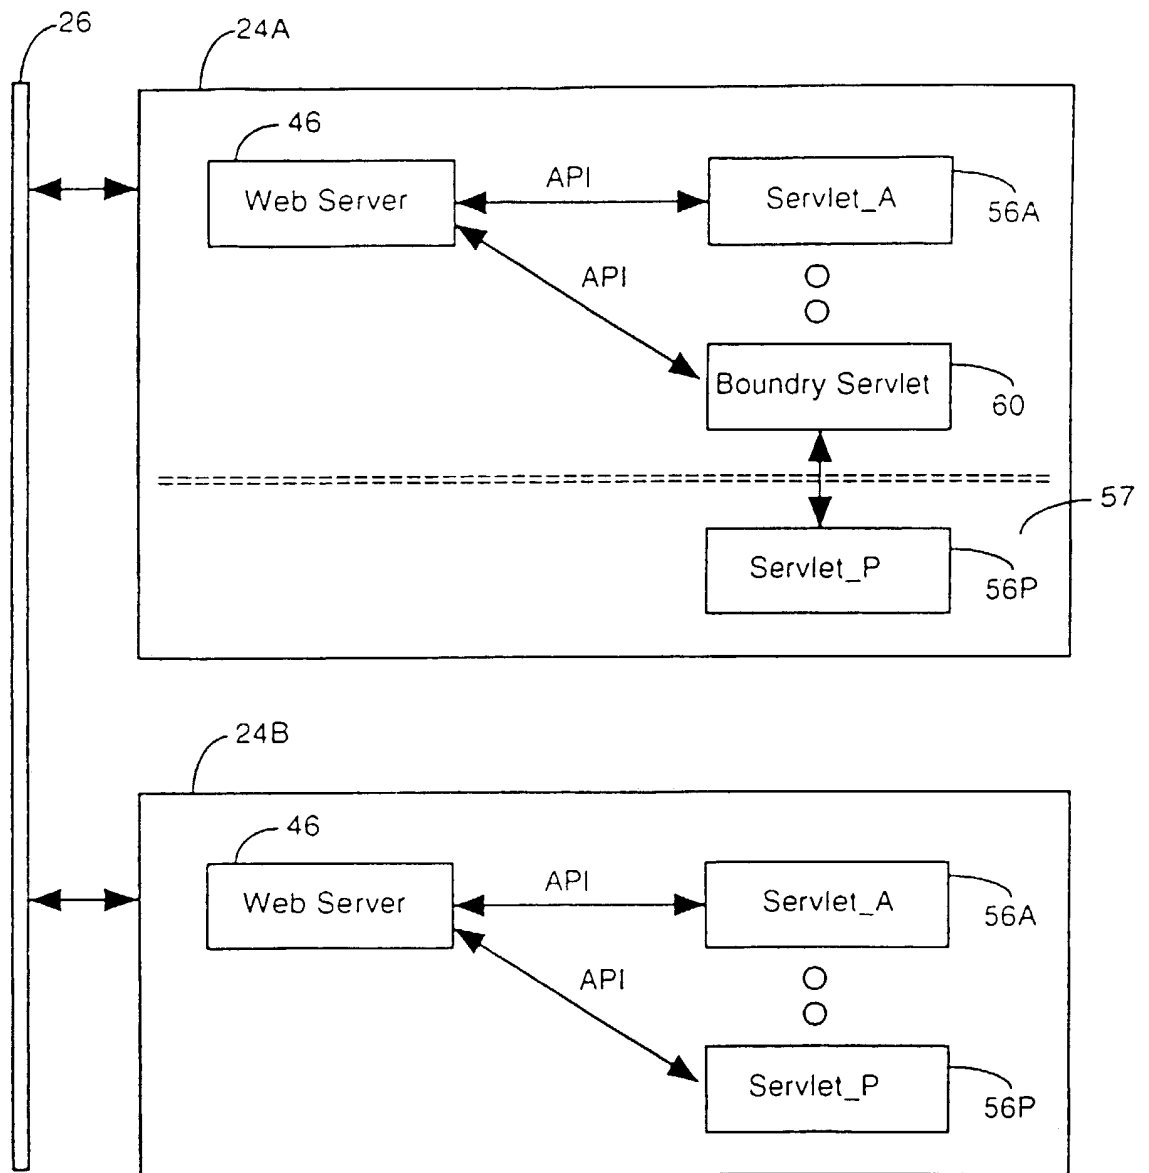 26
24A
46
Web Server
API
Servlet_A
56A
API
Boundry Servlet
60
57
Servlet_P
56P
24B
46
Web Server
API
Servlet_A
56A
API
Servlet_P
56P